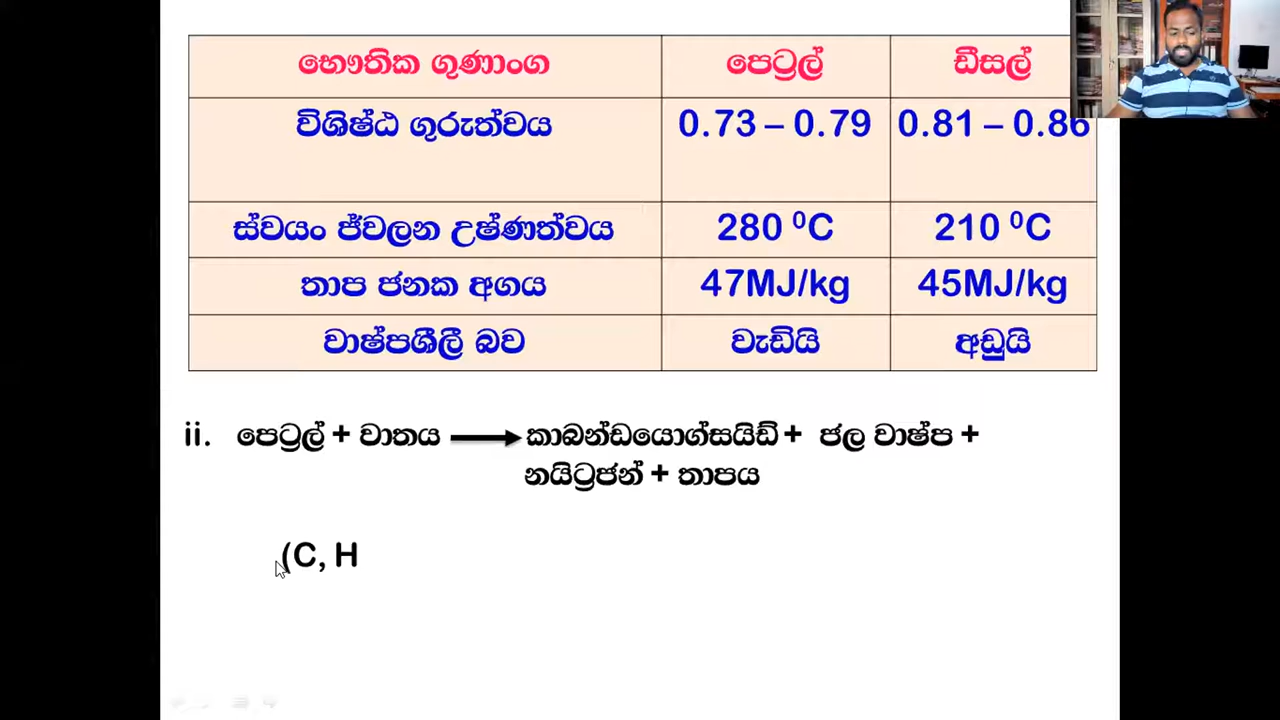 භෞතික ගුණාංග පෙට්‍රල් ඩීසල්
විශිෂ්ඨ ගුරුත්වය 0.73 – 0.79 0.81 – 0.86
ස්වයං ජ්වලන උෂ්ණත්වය 280 ⁰C 210 ⁰C
තාප ජනක අගය 47MJ/kg 45MJ/kg
වාෂ්පශීලී බව වැඩියි අඩුයි
ii. පෙට්‍රල් + වාතය ⟶ කාබන්ඩයොග්සයිඩ් + ජල වාෂ්ප +
නයිට්‍රජන් + තාපය
(C, H